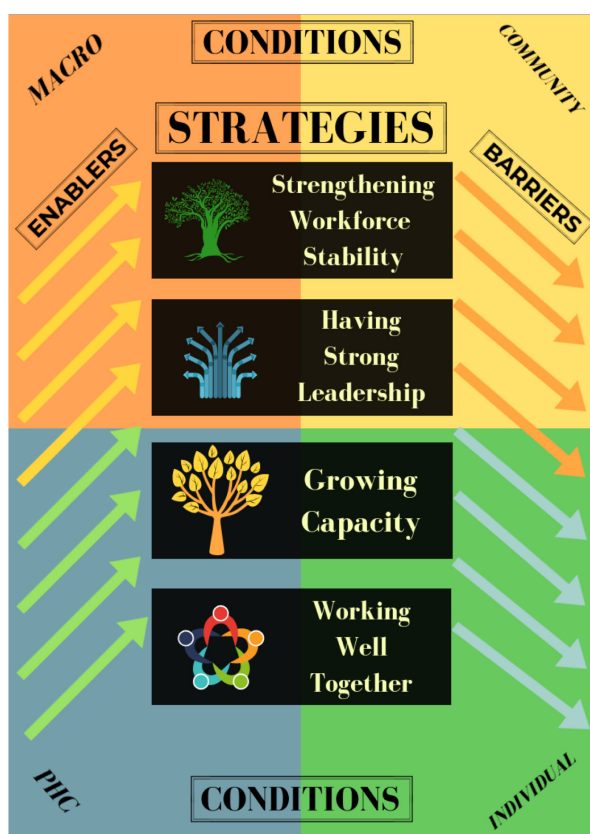 MACRO
CONDITIONS
COMMUNITY
STRATEGIES
ENABLERS
BARRIERS
Strengthening
Workforce
Stability
Having
Strong
Leadership
Growing
Capacity
Working
Well
Together
PHC
CONDITIONS
INDIVIDUAL